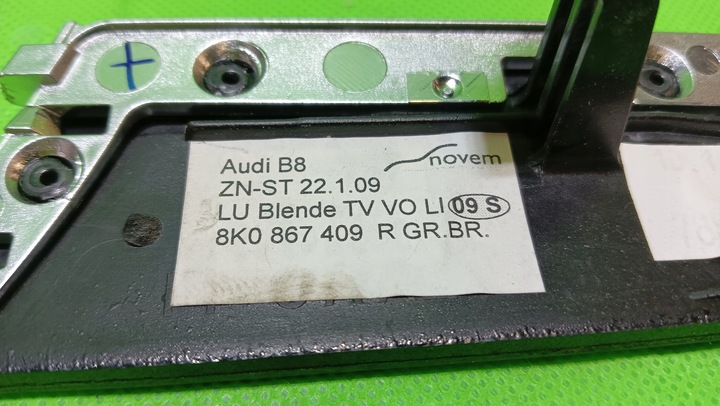 Audi B8
novem
ZN-ST 22.1.09
LU Blende TV VO LI 09 S
8K0 867 409 R GR.BR.